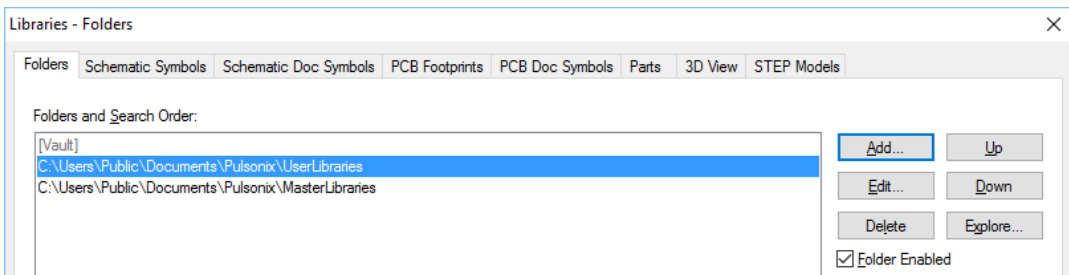 Libraries - Folders
Folders Schematic Symbols Schematic Doc Symbols PCB Footprints PCB Doc Symbols Parts 3D View STEP Models
Folders and Search Order:
[Vault]
C:\Users\Public\Documents\Pulsonix\UserLibraries
C:\Users\Public\Documents\Pulsonix\MasterLibraries
Add... Up
Edit... Down
Delete Explore...
Folder Enabled